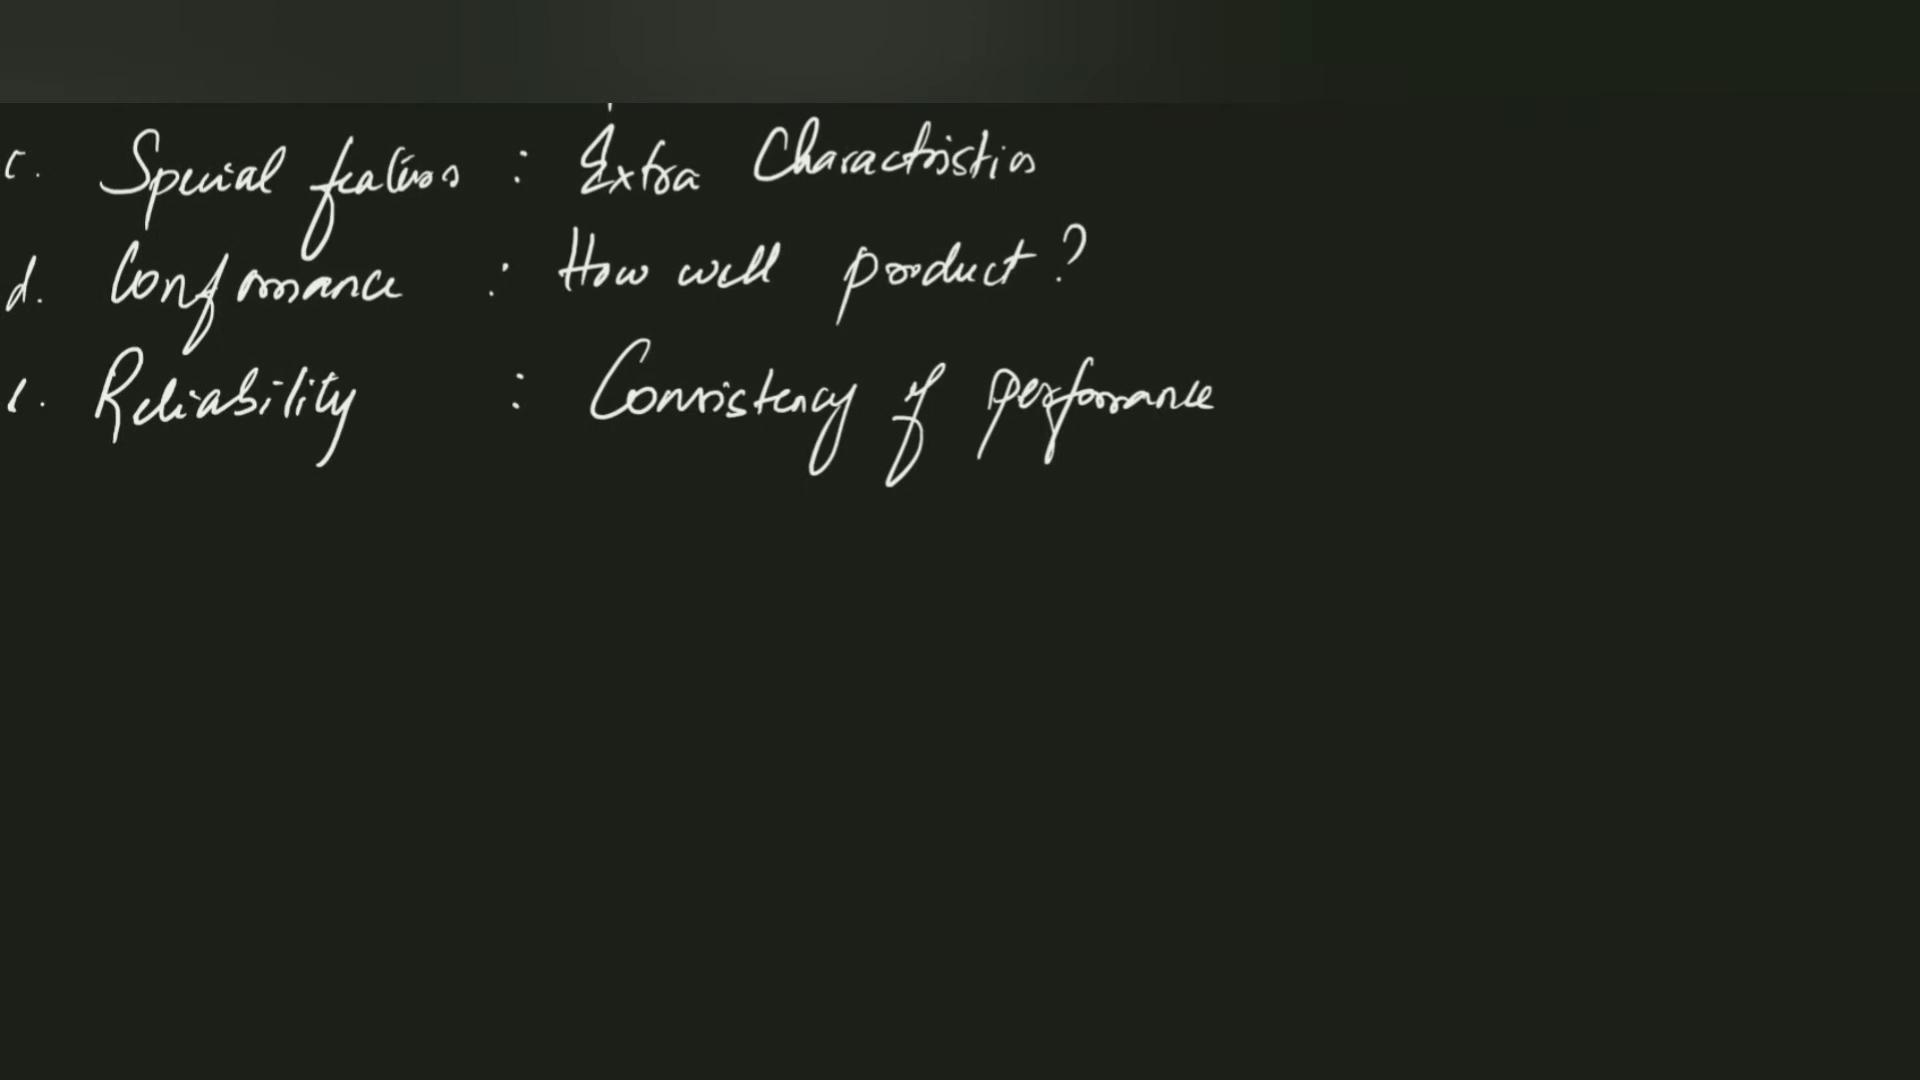 c. Special features : Extra Characteristics
d. Conformance : How well product?
e. Reliability : Consistency of performance